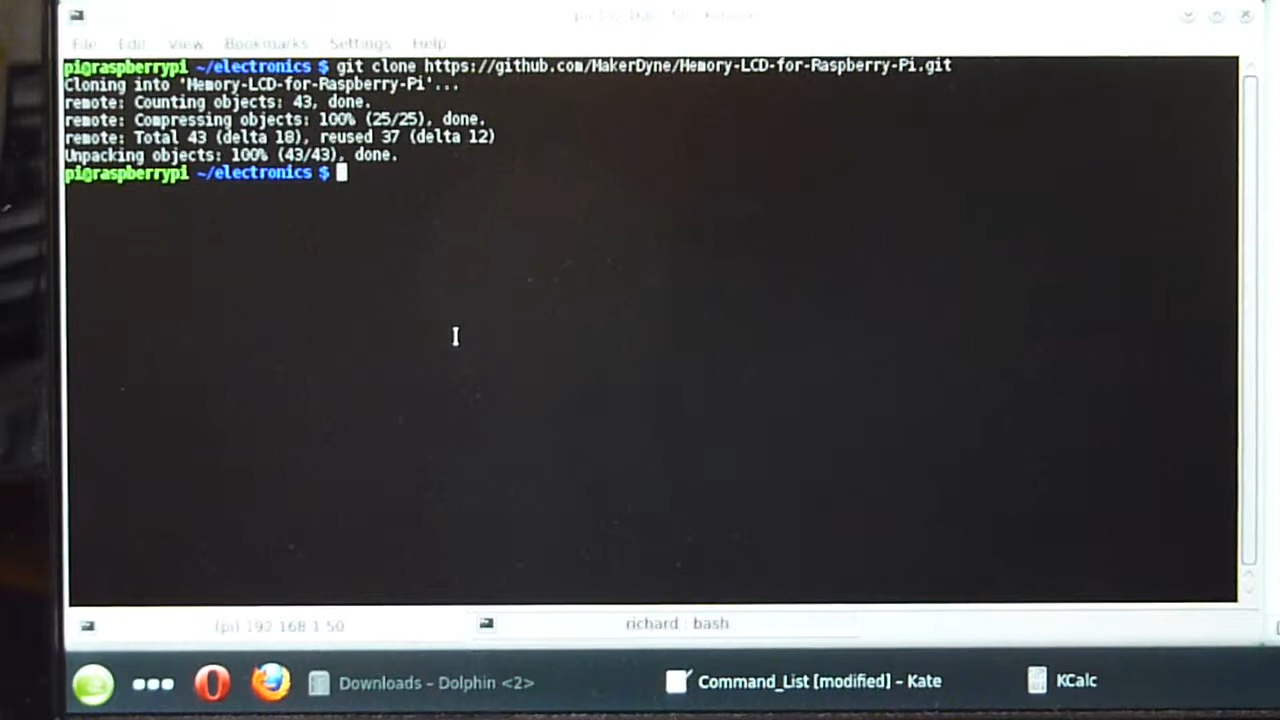 File Edit View Bookmarks Settings Help
pi@raspberrypi ~/electronics $ git clone https://github.com/MakerDyne/Memory-LCD-for-Raspberry-Pi.git
Cloning into 'Memory-LCD-for-Raspberry-Pi'...
remote: Counting objects: 43, done.
remote: Compressing objects: 100% (25/25), done.
remote: Total 43 (delta 18), reused 37 (delta 12)
Unpacking objects: 100% (43/43), done.
pi@raspberrypi ~/electronics $
(pi) 192.168.1.50 richard : bash
Downloads – Dolphin <2> Command_List [modified] – Kate KCalc